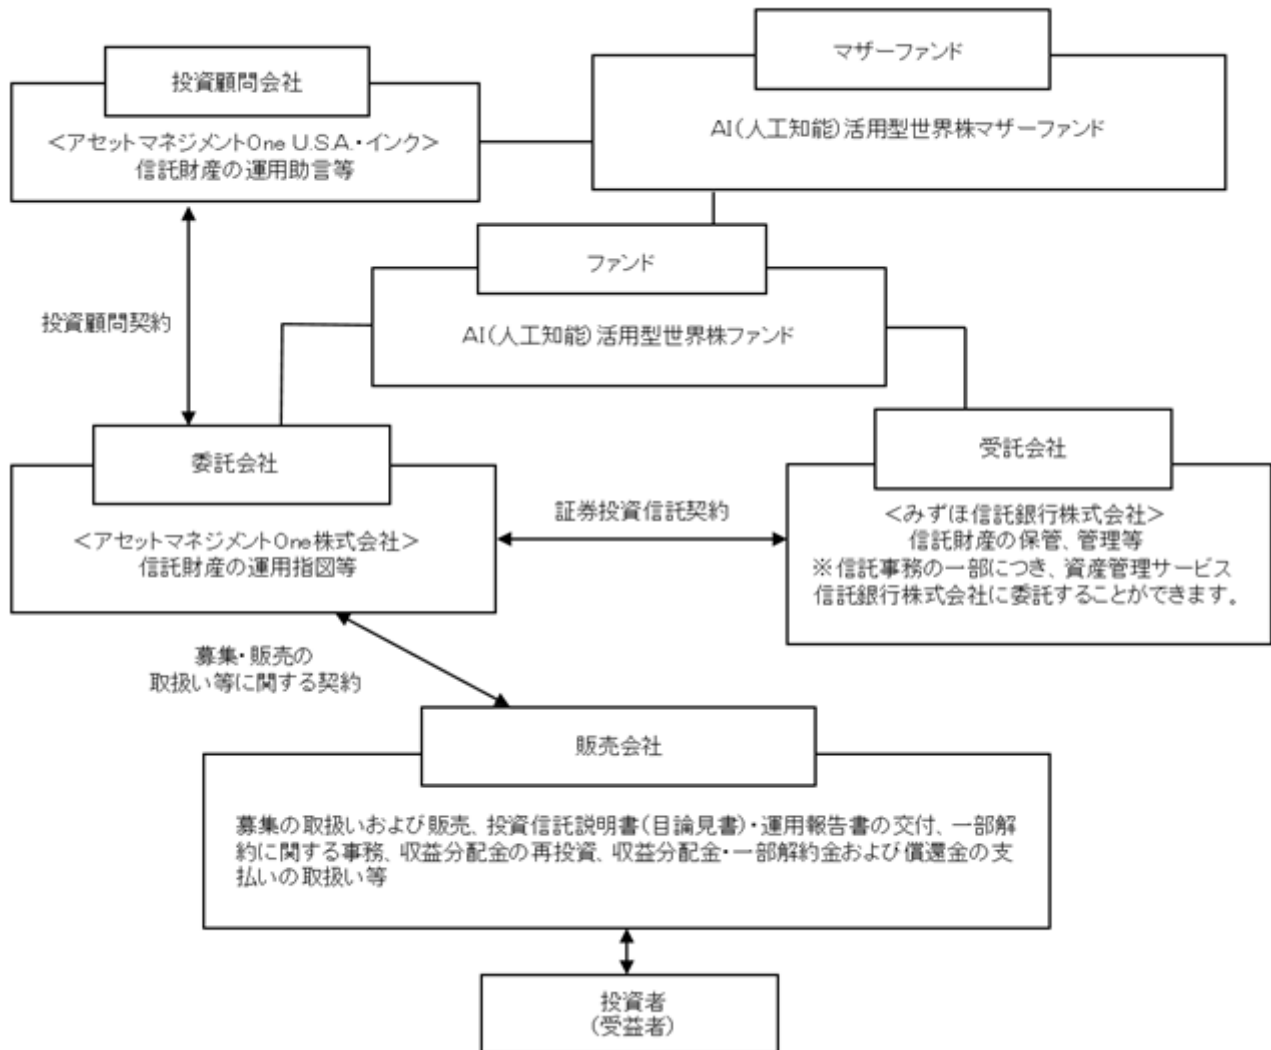 マザーファンド
AI(人工知能)活用型世界株マザーファンド
投資顧問会社
<アセットマネジメントOne U.S.A.・インク>
信託財産の運用助言等
ファンド
AI(人工知能)活用型世界株ファンド
投資顧問契約
委託会社
<アセットマネジメントOne株式会社>
信託財産の運用指図等
証券投資信託契約
受託会社
<みずほ信託銀行株式会社>
信託財産の保管、管理等
※信託事務の一部につき、資産管理サービス
信託銀行株式会社に委託することができます。
募集・販売の
取扱い等に関する契約
販売会社
募集の取扱いおよび販売、投資信託説明書(目論見書)・運用報告書の交付、一部解
約に関する事務、収益分配金の再投資、収益分配金・一部解約金および償還金の支
払いの取扱い等
投資者
(受益者)